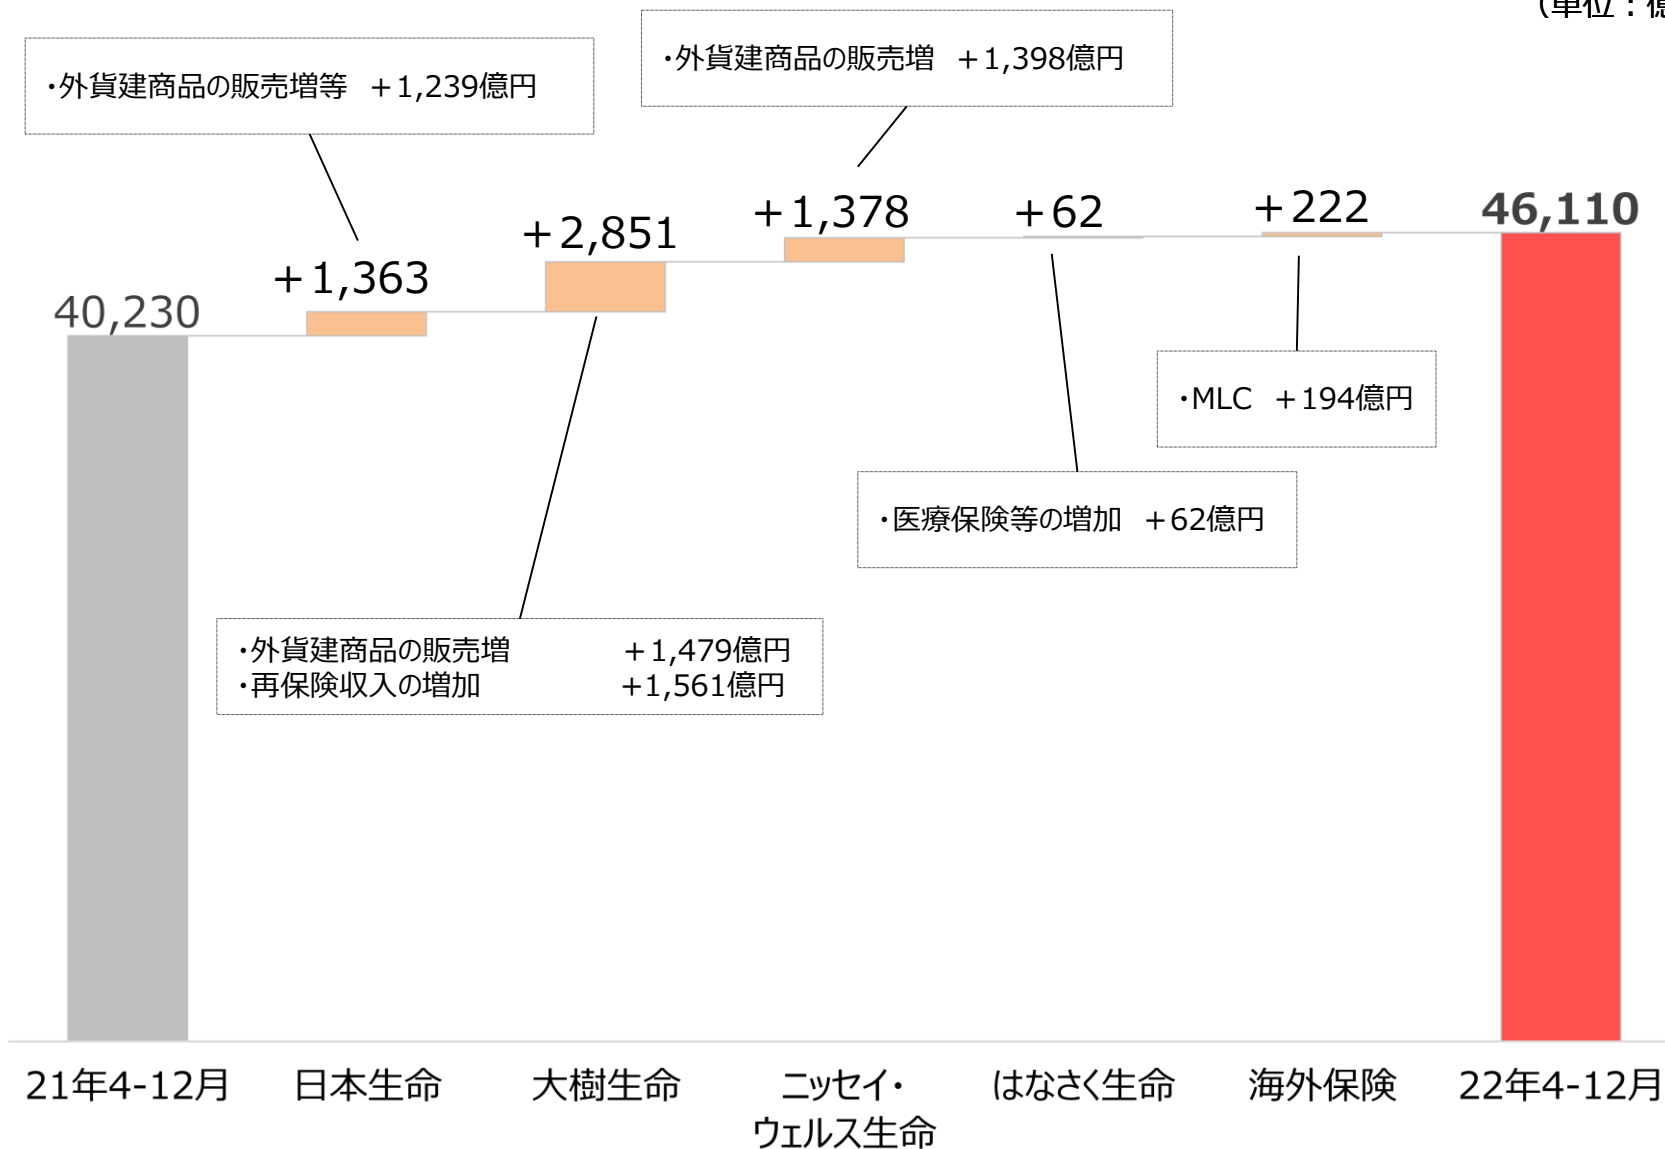 （単位：億
・外貨建商品の販売増等　＋1,239億円
・外貨建商品の販売増　＋1,398億円
40,230
＋1,363
＋2,851
＋1,378
＋62
＋222
46,110
・MLC　＋194億円
・医療保険等の増加　＋62億円
・外貨建商品の販売増　＋1,479億円
・再保険収入の増加　＋1,561億円
21年4-12月　日本生命　大樹生命　ニッセイ・　はなさく生命　海外保険　22年4-12月
ウェルス生命